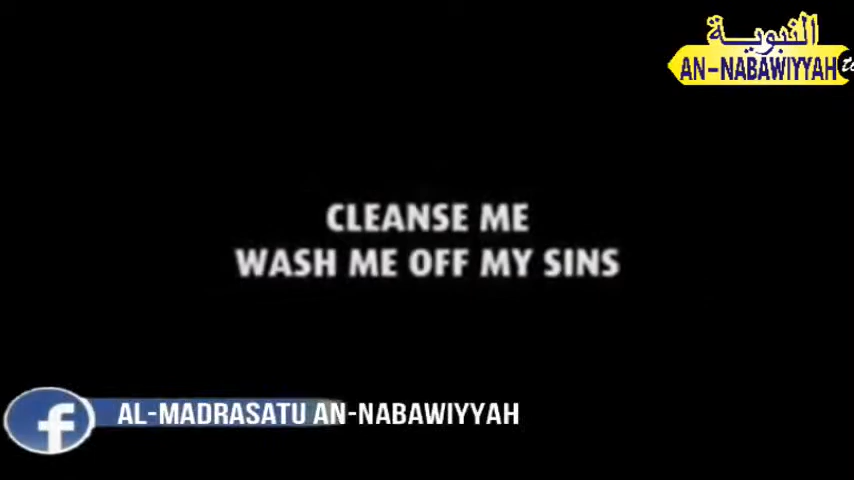 النبوية
AN-NABAWIYYAH
CLEANSE ME
WASH ME OFF MY SINS
AL-MADRASATU AN-NABAWIYYAH